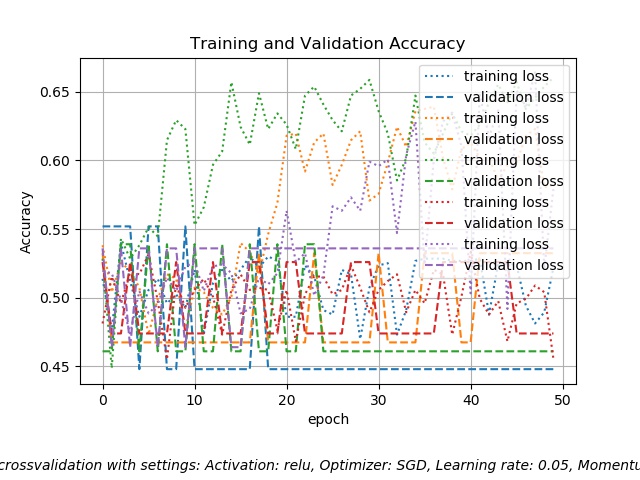 Training and Validation Accuracy
0.65
0.60
0.55
0.50
0.45
Accuracy
training loss
validation loss
training loss
validation loss
training loss
validation loss
training loss
validation loss
training loss
validation loss
0 10 20 30 40 50
epoch
crossvalidation with settings: Activation: relu, Optimizer: SGD, Learning rate: 0.05, Momentu